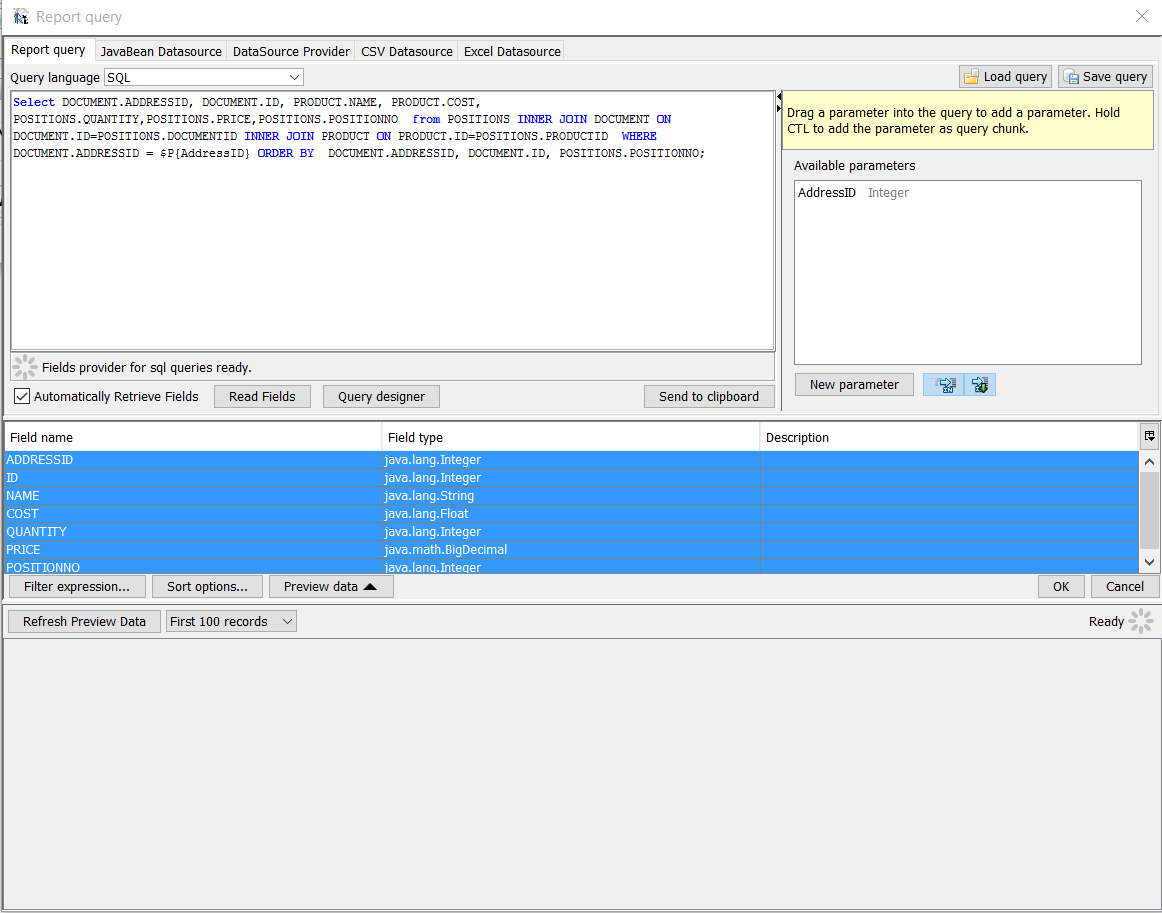 Report query
Report query JavaBean Datasource DataSource Provider CSV Datasource Excel Datasource
Query language SQL Load query Save query
Select DOCUMENT.ADDRESSID, DOCUMENT.ID, PRODUCT.NAME, PRODUCT.COST,
POSITIONS.QUANTITY,POSITIONS.PRICE,POSITIONS.POSITIONNO  from POSITIONS INNER JOIN DOCUMENT ON
DOCUMENT.ID=POSITIONS.DOCUMENTID INNER JOIN PRODUCT ON PRODUCT.ID=POSITIONS.PRODUCTID  WHERE
DOCUMENT.ADDRESSID = $P{AddressID} ORDER BY  DOCUMENT.ADDRESSID, DOCUMENT.ID, POSITIONS.POSITIONNO;
Drag a parameter into the query to add a parameter. Hold
CTL to add the parameter as query chunk.
Available parameters
AddressID Integer
Fields provider for sql queries ready.
Automatically Retrieve Fields Read Fields Query designer Send to clipboard
New parameter
Field name Field type Description
ADDRESSID java.lang.Integer
ID java.lang.Integer
NAME java.lang.String
COST java.lang.Float
QUANTITY java.lang.Integer
PRICE java.math.BigDecimal
POSITIONNO java.lang.Integer
Filter expression... Sort options... Preview data OK Cancel
Refresh Preview Data First 100 records Ready